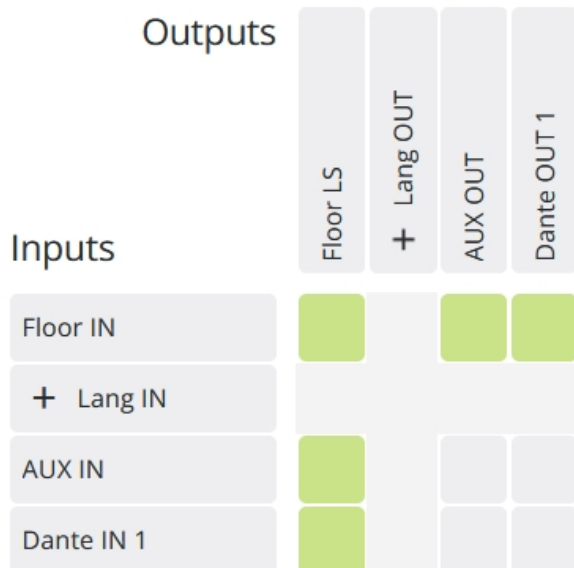 Outputs
Floor LS
+ Lang OUT
AUX OUT
Dante OUT 1
Inputs
Floor IN
+ Lang IN
AUX IN
Dante IN 1